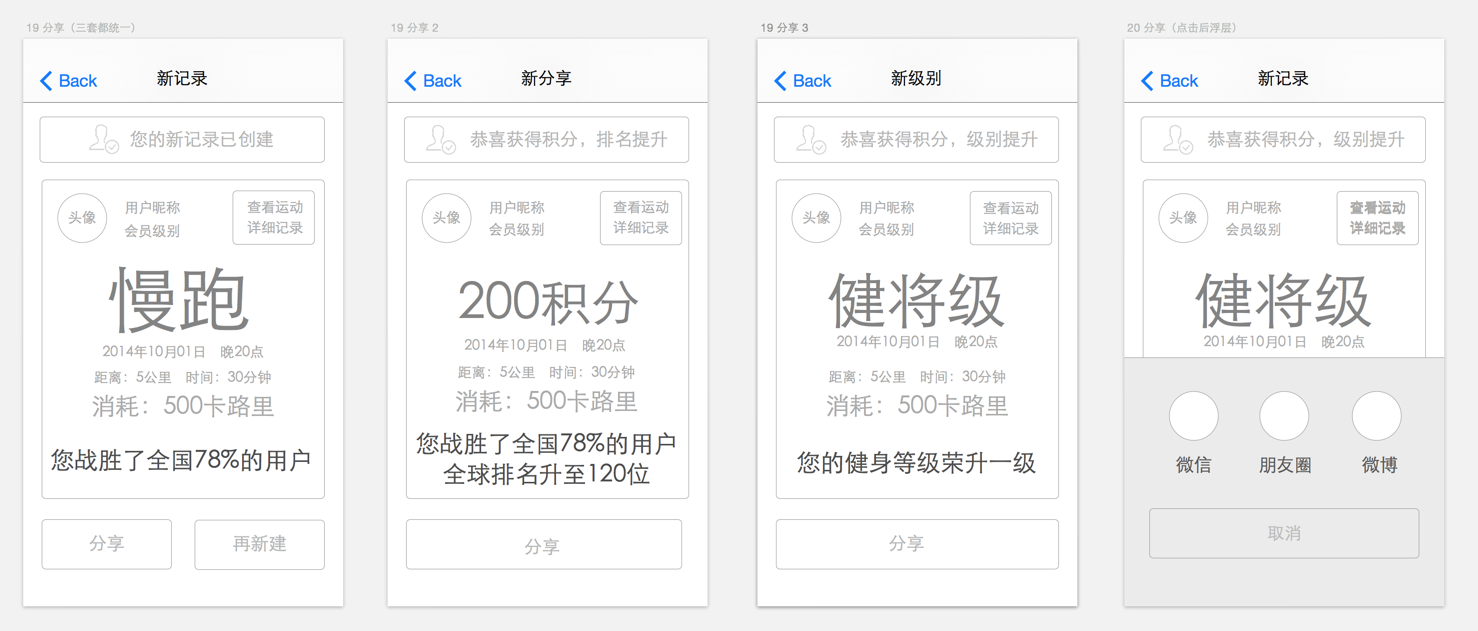 19 分享（三套都统一）
Back
新记录
您的新记录已创建
头像
用户昵称
会员级别
查看运动
详细记录
慢跑
2014年10月01日 晚20点
距离：5公里 时间：30分钟
消耗：500卡路里
您战胜了全国78%的用户
分享
再新建
19 分享 2
Back
新分享
恭喜获得积分，排名提升
头像
用户昵称
会员级别
查看运动
详细记录
200积分
2014年10月01日 晚20点
距离：5公里 时间：30分钟
消耗：500卡路里
您战胜了全国78%的用户
全球排名升至120位
分享
19 分享 3
Back
新级别
恭喜获得积分，级别提升
头像
用户昵称
会员级别
查看运动
详细记录
健将级
2014年10月01日 晚20点
距离：5公里 时间：30分钟
消耗：500卡路里
您的健身等级荣升一级
分享
20 分享（点击后浮层）
Back
新记录
恭喜获得积分，级别提升
头像
用户昵称
会员级别
查看运动
详细记录
健将级
2014年10月01日 晚20点
微信
朋友圈
微博
取消